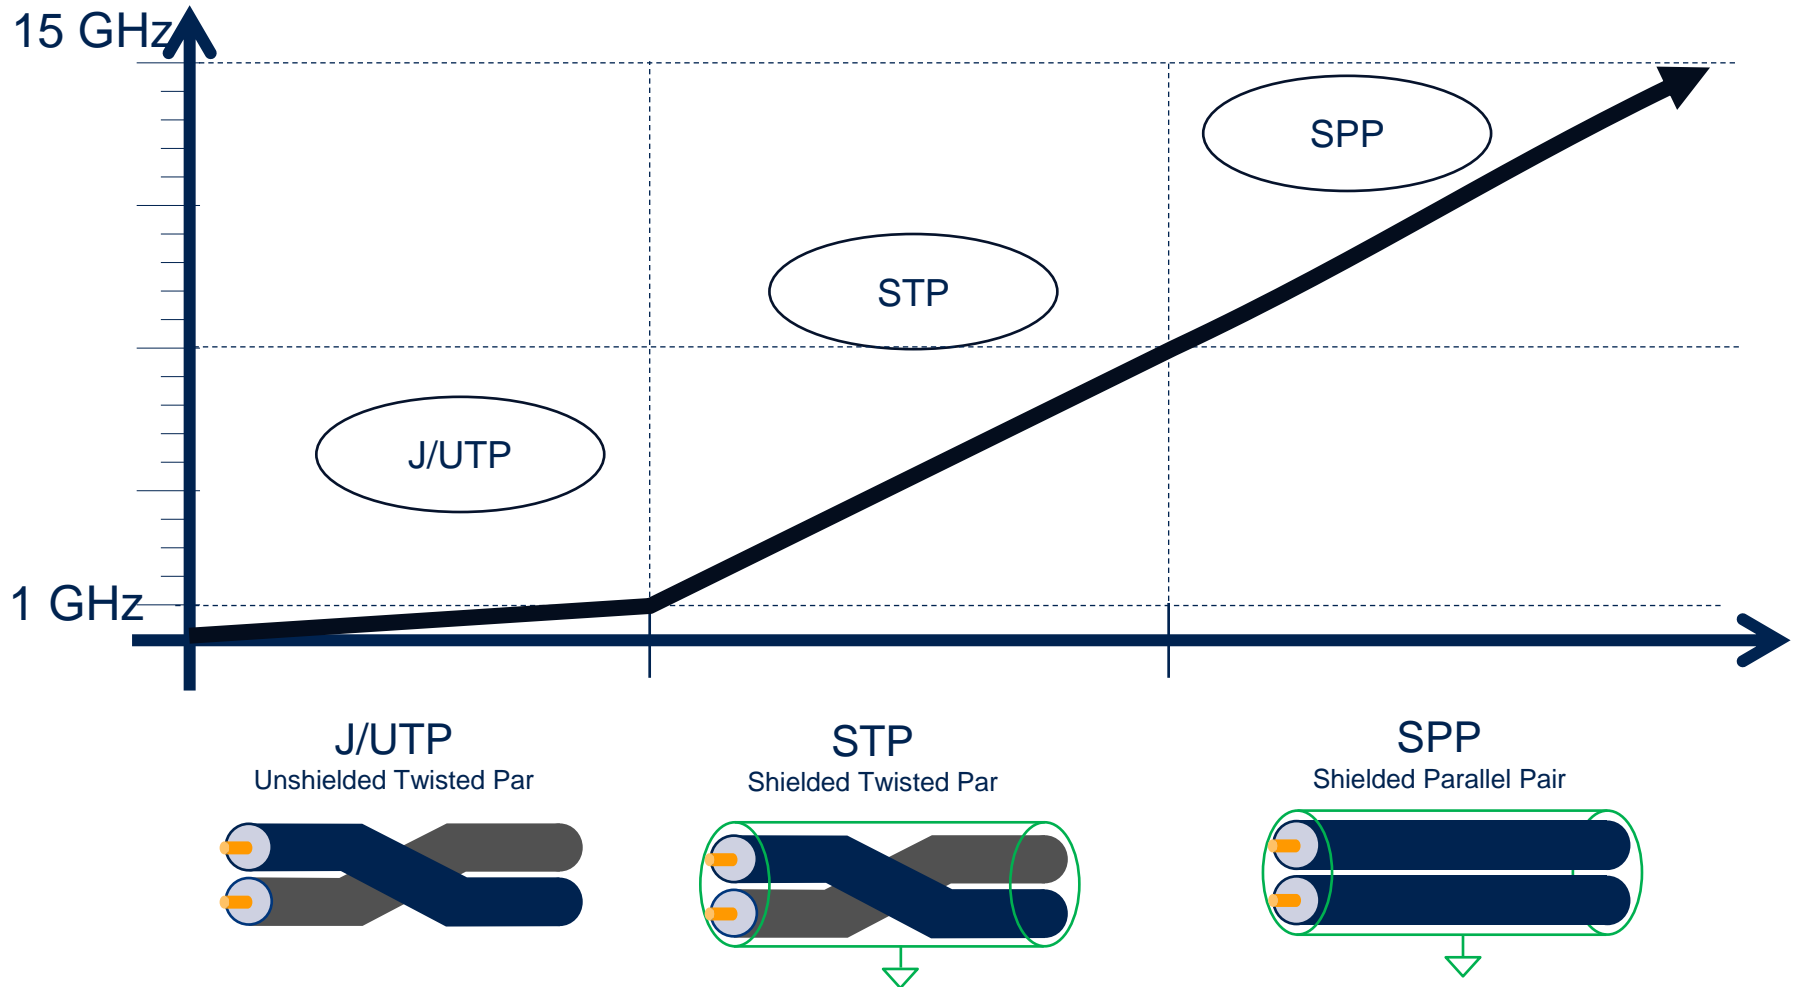 15 GHz
SPP
STP
J/UTP
1 GHz
J/UTP
Unshielded Twisted Par
STP
Shielded Twisted Par
SPP
Shielded Parallel Pair